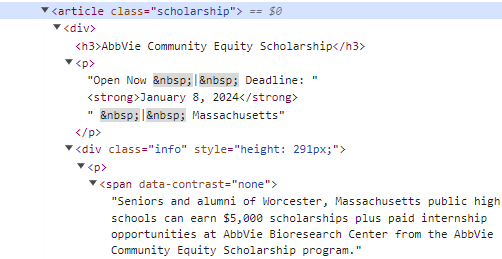 ▼<article class="scholarship"> == $0
▼<div>
<h3>AbbVie Community Equity Scholarship</h3>
▼<p>
"Open Now &nbsp;|&nbsp; Deadline: "
<strong>January 8, 2024</strong>
" &nbsp;|&nbsp; Massachusetts"
</p>
▼<div class="info" style="height: 291px;">
▼<p>
▼<span data-contrast="none">
"Seniors and alumni of Worcester, Massachusetts public high
schools can earn $5,000 scholarships plus paid internship
opportunities at AbbVie Bioresearch Center from the AbbVie
Community Equity Scholarship program."